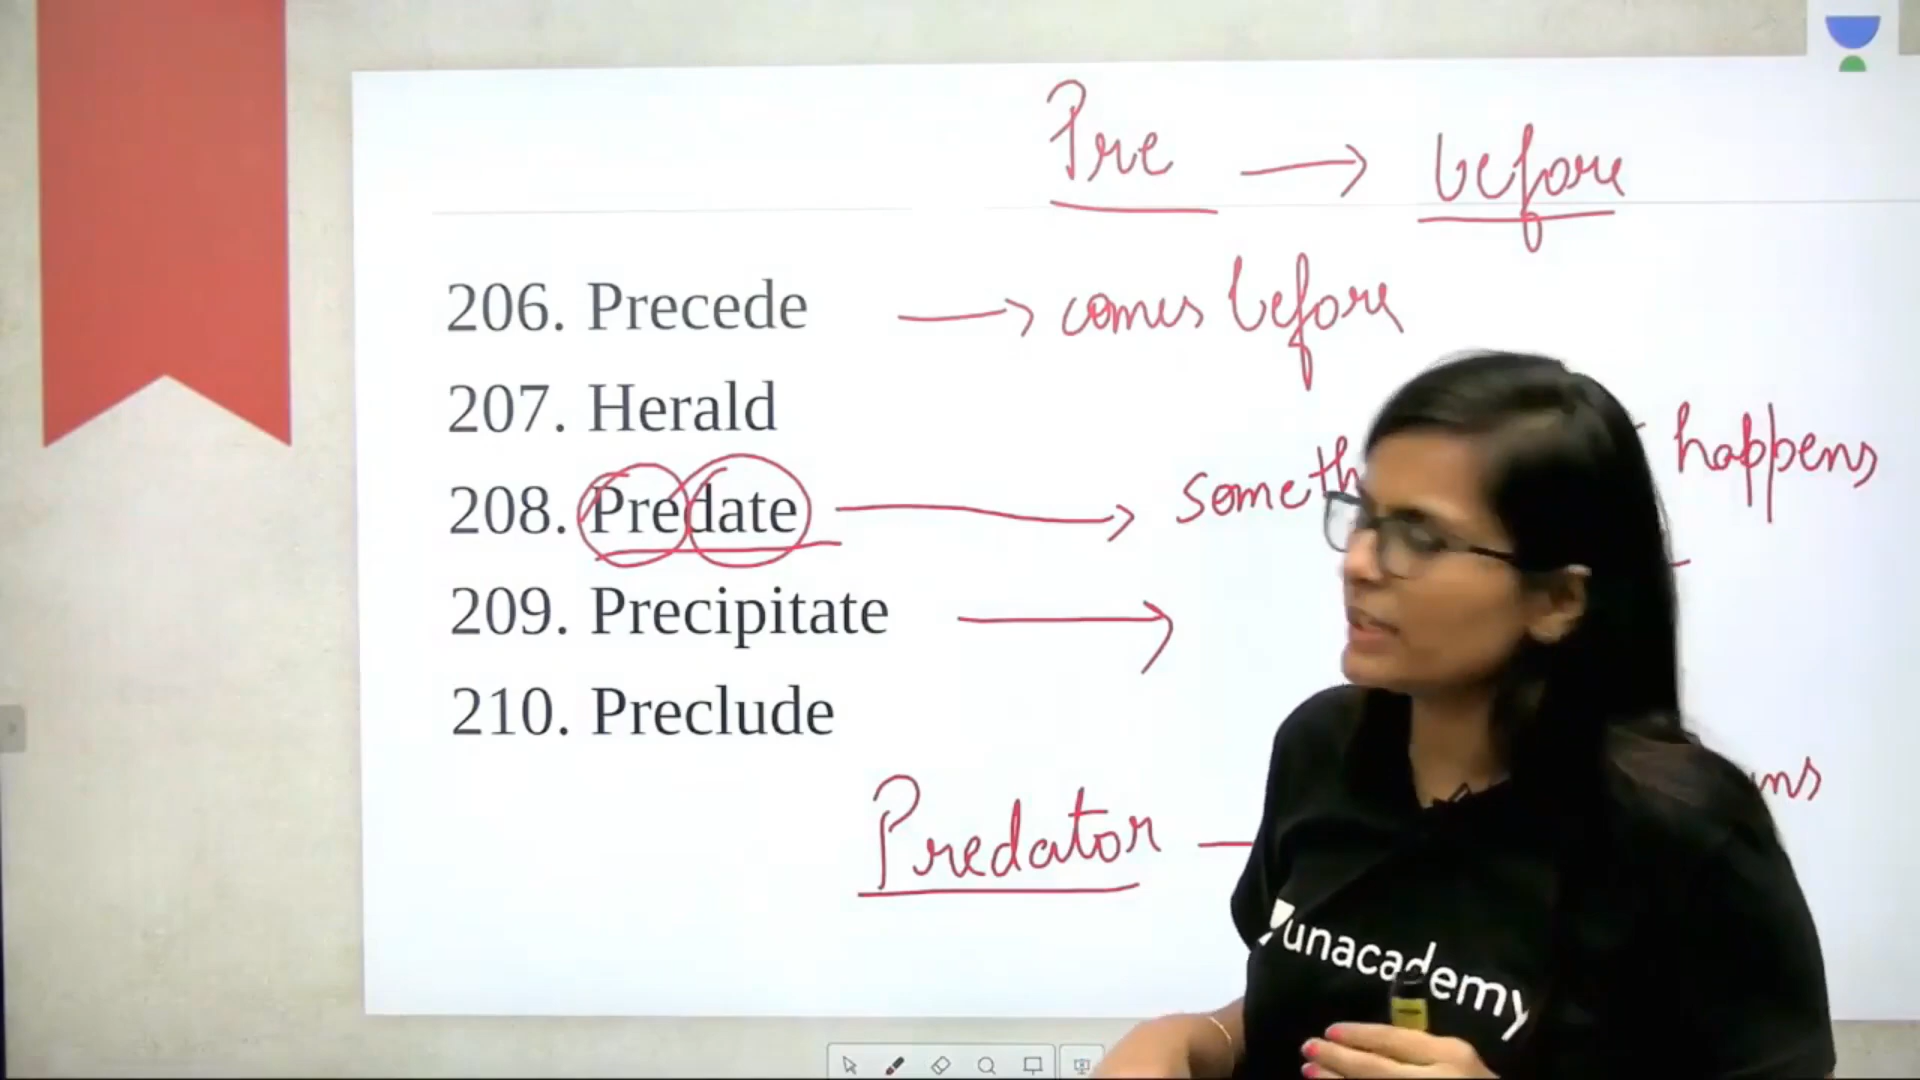 Pre → before
206. Precede → comes before
207. Herald
happens
208. Predate → someth
209. Precipitate →
210. Preclude
Predator
unacademy